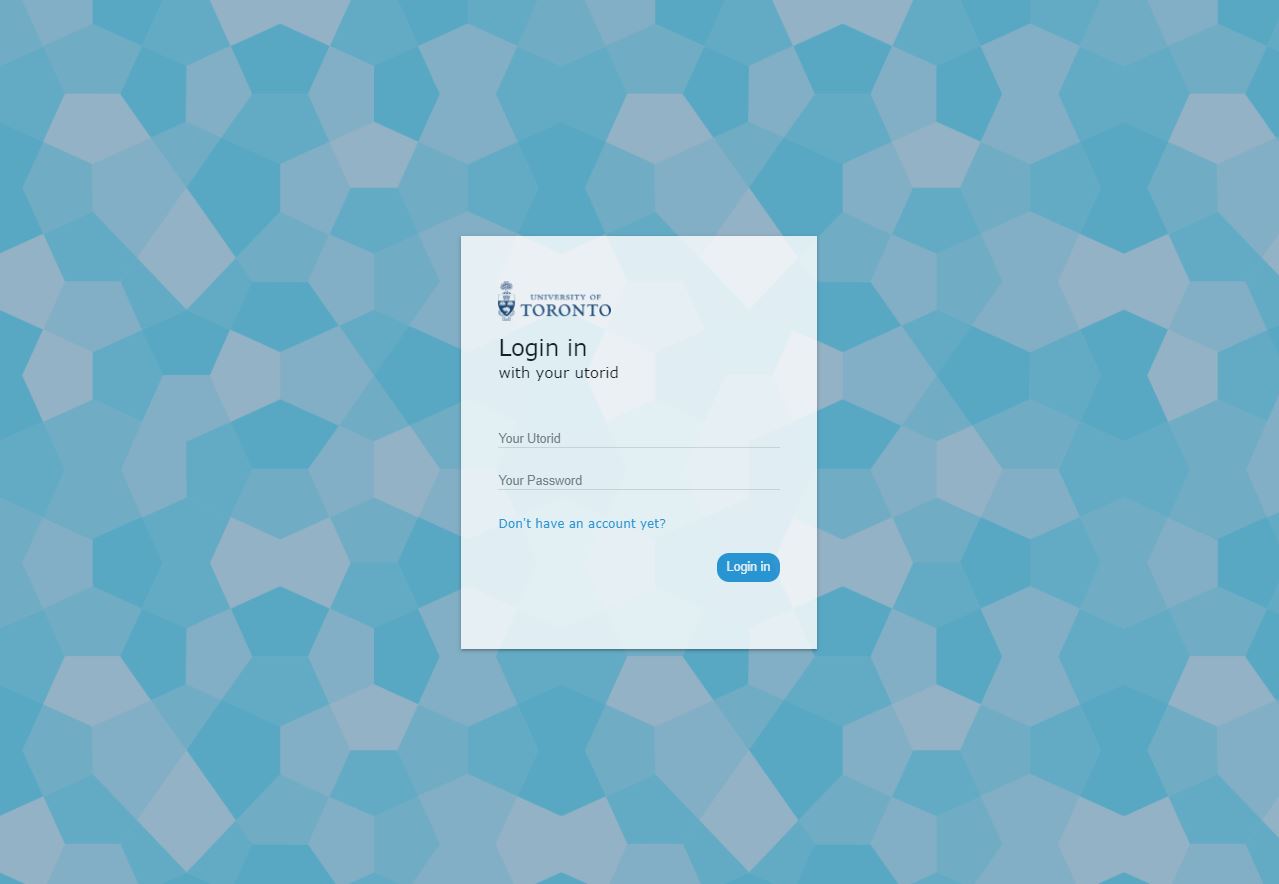 UNIVERSITY OF
TORONTO
Login in
with your utorid
Your Utorid
Your Password
Don't have an account yet?
Login in